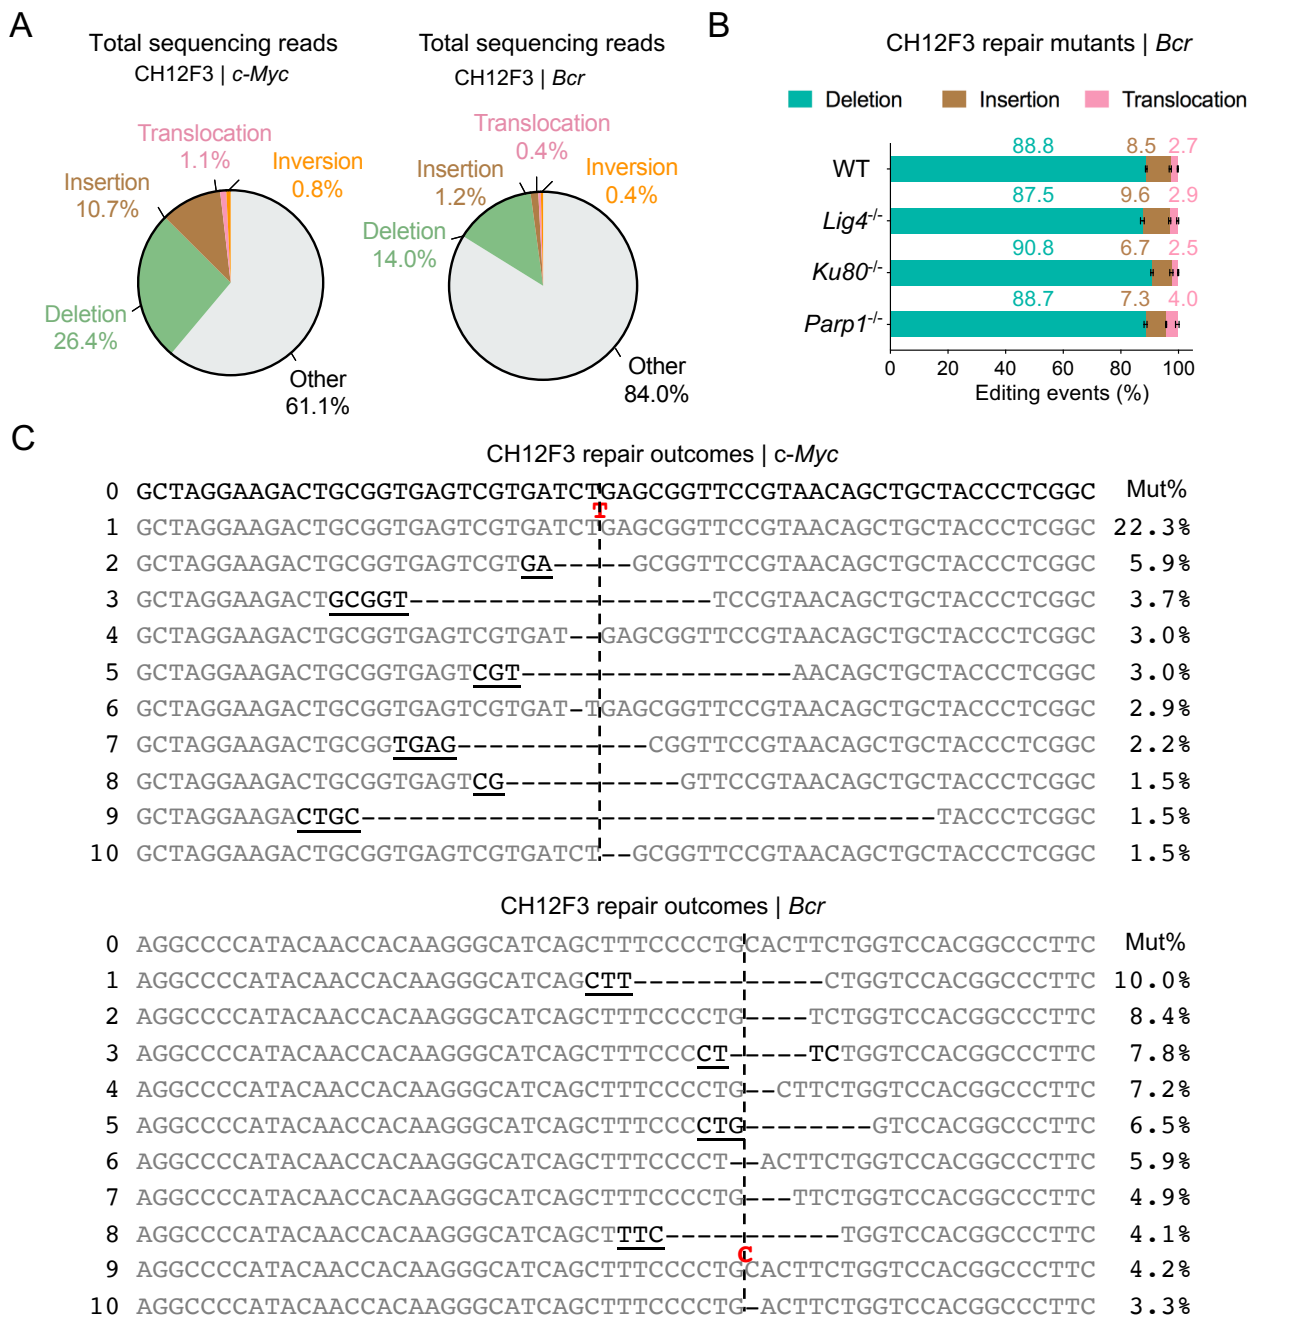 A
Total sequencing reads
CH12F3 | c-Myc
Translocation
1.1%
Inversion
0.8%
Insertion
10.7%
Deletion
26.4%
Other
61.1%
Total sequencing reads
CH12F3 | Bcr
Translocation
0.4%
Insertion
1.2%
Inversion
0.4%
Deletion
14.0%
Other
84.0%
B
CH12F3 repair mutants | Bcr
Deletion Insertion Translocation
88.8 8.5 2.7
WT
87.5 9.6 2.9
Lig4-/-
90.8 6.7 2.5
Ku80-/-
88.7 7.3 4.0
Parp1-/-
0 20 40 60 80 100
Editing events (%)
C
CH12F3 repair outcomes | c-Myc
0 GCTAGGAAGACTGCGGTGAGTCGTGATCTGAGCGGTTCCGTAACAGCTGCTACCCTCGGC Mut%
T
1 GCTAGGAAGACTGCGGTGAGTCGTGATCTGAGCGGTTCCGTAACAGCTGCTACCCTCGGC 22.3%
2 GCTAGGAAGACTGCGGTGAGTCGTGA-----GCGGTTCCGTAACAGCTGCTACCCTCGGC 5.9%
3 GCTAGGAAGACTGCGGT-------------------TCCGTAACAGCTGCTACCCTCGGC 3.7%
4 GCTAGGAAGACTGCGGTGAGTCGTGAT--GAGCGGTTCCGTAACAGCTGCTACCCTCGGC 3.0%
5 GCTAGGAAGACTGCGGTGAGTCGT-----------------AACAGCTGCTACCCTCGGC 3.0%
6 GCTAGGAAGACTGCGGTGAGTCGTGAT-TGAGCGGTTCCGTAACAGCTGCTACCCTCGGC 2.9%
7 GCTAGGAAGACTGCGGTGAG------------CGGTTCCGTAACAGCTGCTACCCTCGGC 2.2%
8 GCTAGGAAGACTGCGGTGAGTCG-----------GTTCCGTAACAGCTGCTACCCTCGGC 1.5%
9 GCTAGGAAGACTGC------------------------------------TACCCTCGGC 1.5%
10 GCTAGGAAGACTGCGGTGAGTCGTGATCT--GCGGTTCCGTAACAGCTGCTACCCTCGGC 1.5%
CH12F3 repair outcomes | Bcr
0 AGGCCCCATACAACCACAAGGGCATCAGCTTTCCCCTGCACTTCTGGTCCACGGCCCTTC Mut%
1 AGGCCCCATACAACCACAAGGGCATCAGCTT------------CTGGTCCACGGCCCTTC 10.0%
2 AGGCCCCATACAACCACAAGGGCATCAGCTTTCCCCTG----TCTGGTCCACGGCCCTTC 8.4%
3 AGGCCCCATACAACCACAAGGGCATCAGCTTTCCCCT-----TCTGGTCCACGGCCCTTC 7.8%
4 AGGCCCCATACAACCACAAGGGCATCAGCTTTCCCCTG--CTTCTGGTCCACGGCCCTTC 7.2%
5 AGGCCCCATACAACCACAAGGGCATCAGCTTTCCCCTG--------GTCCACGGCCCTTC 6.5%
6 AGGCCCCATACAACCACAAGGGCATCAGCTTTCCCCT--ACTTCTGGTCCACGGCCCTTC 5.9%
7 AGGCCCCATACAACCACAAGGGCATCAGCTTTCCCCTG---TTCTGGTCCACGGCCCTTC 4.9%
8 AGGCCCCATACAACCACAAGGGCATCAGCTTTC-----------TGGTCCACGGCCCTTC 4.1%
C
9 AGGCCCCATACAACCACAAGGGCATCAGCTTTCCCCTGCACTTCTGGTCCACGGCCCTTC 4.2%
10 AGGCCCCATACAACCACAAGGGCATCAGCTTTCCCCTG-ACTTCTGGTCCACGGCCCTTC 3.3%